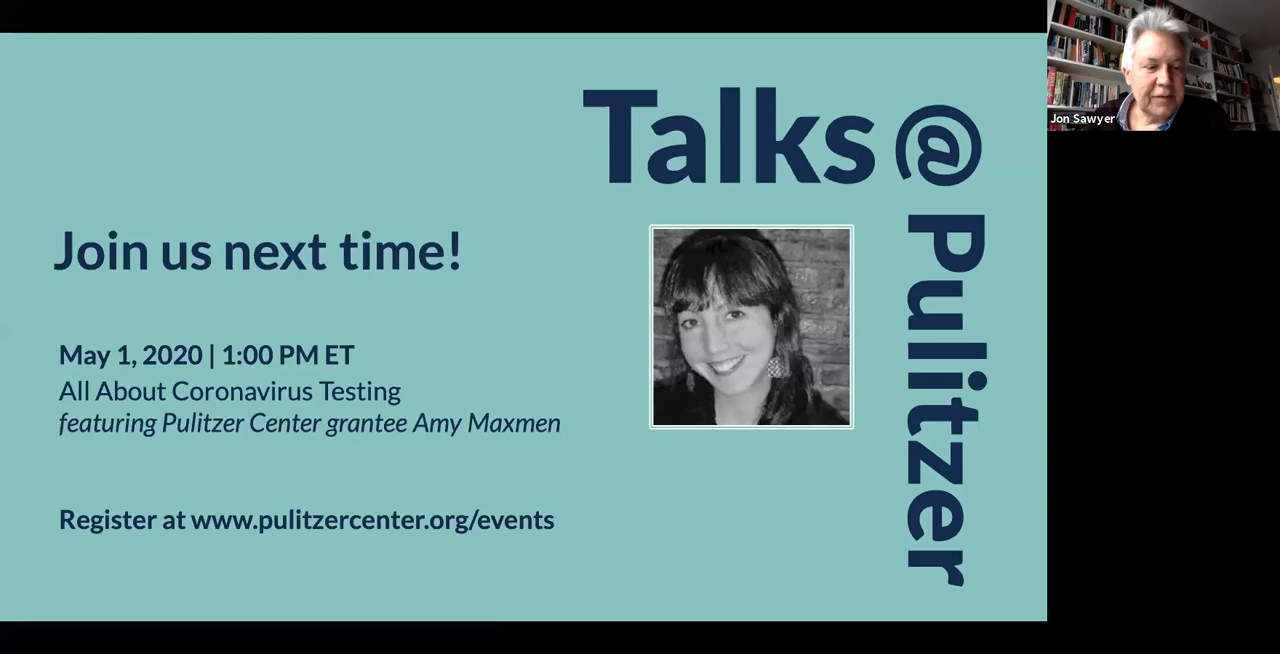 Talks @
Pulitzer
Join us next time!
May 1, 2020 | 1:00 PM ET
All About Coronavirus Testing
featuring Pulitzer Center grantee Amy Maxmen
Register at www.pulitzercenter.org/events
Jon Sawyer